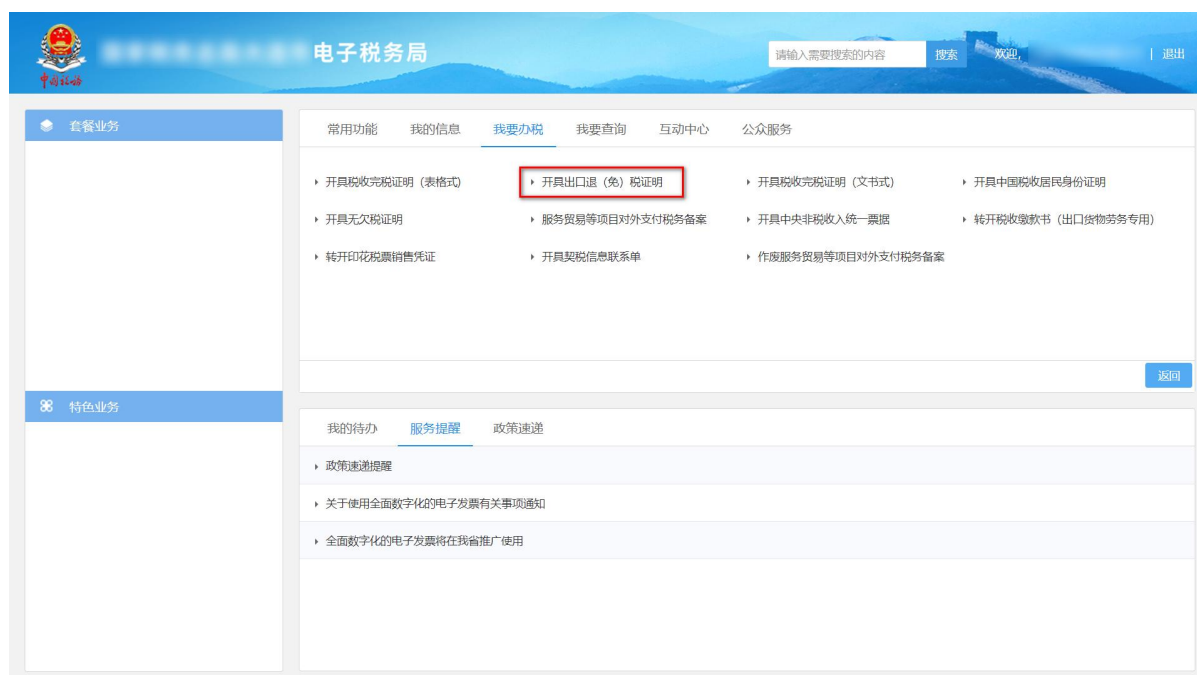 电子税务局
请输入需要搜索的内容 搜索 欢迎, | 退出
中国税务
套餐业务
常用功能 我的信息 我要办税 我要查询 互动中心 公众服务
开具税收完税证明（表格式） 开具出口退（免）税证明 开具税收完税证明（文书式） 开具中国税收居民身份证明
开具无欠税证明 服务贸易等项目对外支付税务备案 开具中央非税收入统一票据 转开税收缴款书（出口货物劳务专用）
转开印花税票销售凭证 开具契税信息联系单 作废服务贸易等项目对外支付税务备案
返回
特色业务
我的待办 服务提醒 政策速递
政策速递提醒
关于使用全面数字化的电子发票有关事项通知
全面数字化的电子发票将在我省推广使用